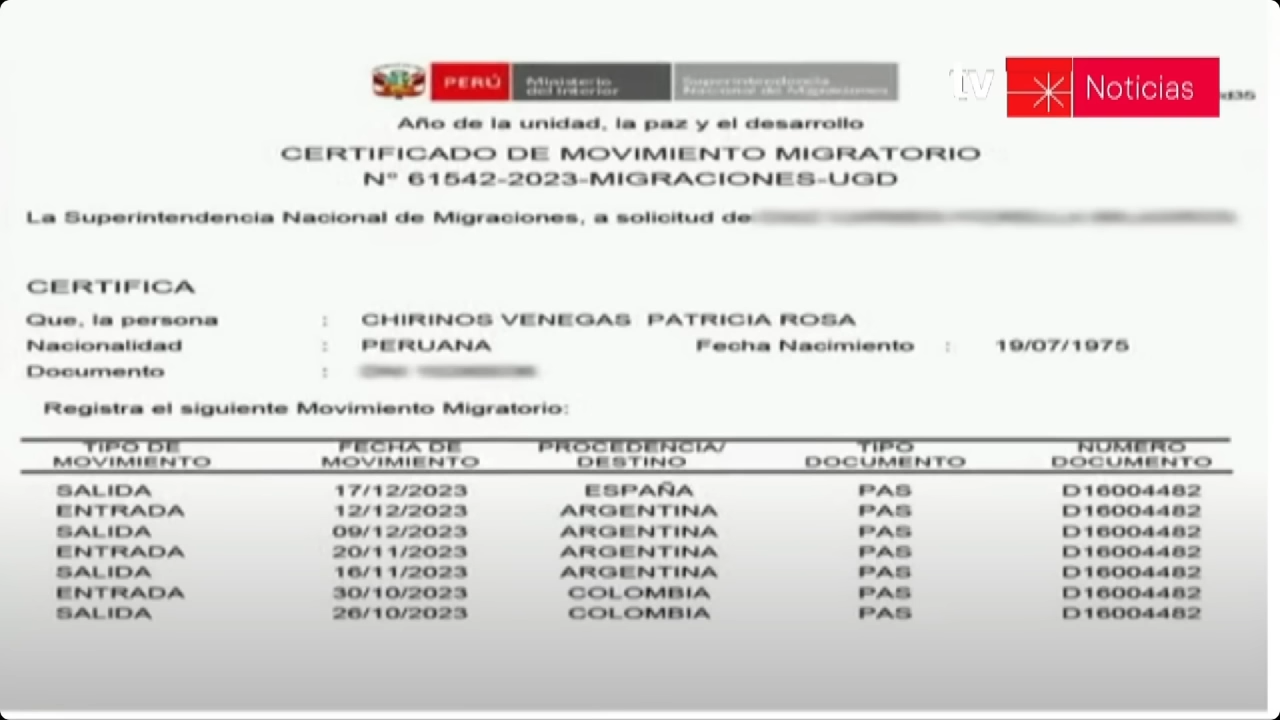 PERÚ Ministerio del Interior Superintendencia Nacional de Migraciones
tv Noticias
d35
Año de la unidad, la paz y el desarrollo
CERTIFICADO DE MOVIMIENTO MIGRATORIO
N° 61542-2023-MIGRACIONES-UGD
La Superintendencia Nacional de Migraciones, a solicitud de
CERTIFICA
Que, la persona : CHIRINOS VENEGAS PATRICIA ROSA
Nacionalidad : PERUANA Fecha Nacimiento : 19/07/1975
Documento :
Registra el siguiente Movimiento Migratorio:
TIPO DE MOVIMIENTO FECHA DE MOVIMIENTO PROCEDENCIA/ DESTINO TIPO DOCUMENTO NUMERO DOCUMENTO
SALIDA 17/12/2023 ESPAÑA PAS D16004482
ENTRADA 12/12/2023 ARGENTINA PAS D16004482
SALIDA 09/12/2023 ARGENTINA PAS D16004482
ENTRADA 20/11/2023 ARGENTINA PAS D16004482
SALIDA 16/11/2023 ARGENTINA PAS D16004482
ENTRADA 30/10/2023 COLOMBIA PAS D16004482
SALIDA 26/10/2023 COLOMBIA PAS D16004482